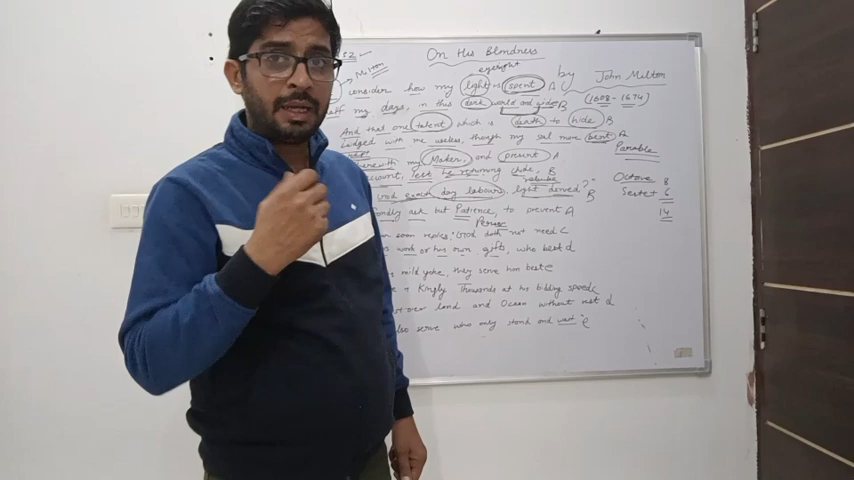 152
On His Blindness
eyesight
Milton
by John Milton
consider how my light is spent A
(1608-1674)
my days, in this dark world and wide B
And that one talent which is death to hide B
Lodged with me useless, though my soul more bent A
Parable
my Maker, and present A
Octave 8
account, lest he returning chide, B
Sestet 6
14
God exact day labour, light denied?" B
fondly ask but Patience, to prevent A
Person
soon replies, "God doth not need C
work or his own gifts, who best d
mild yoke, they serve him best e
Kingly Thousands at his bidding speed C
land and Ocean without rest d
also serve who only stand and wait" e